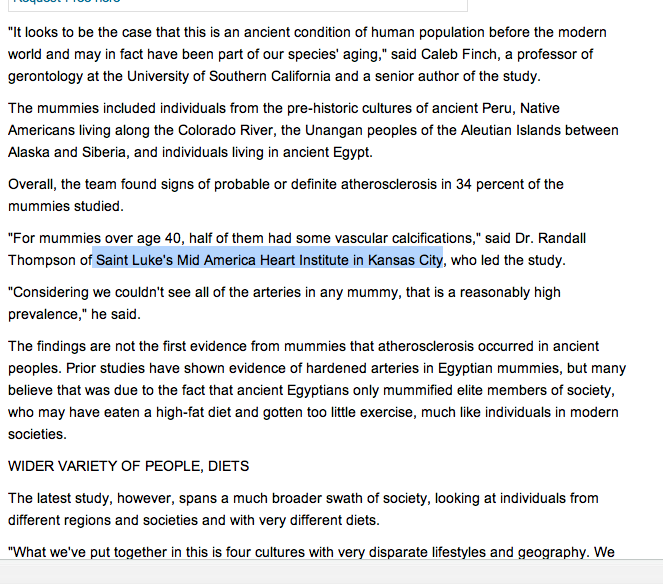 "It looks to be the case that this is an ancient condition of human population before the modern
world and may in fact have been part of our species' aging," said Caleb Finch, a professor of
gerontology at the University of Southern California and a senior author of the study.
The mummies included individuals from the pre-historic cultures of ancient Peru, Native
Americans living along the Colorado River, the Unangan peoples of the Aleutian Islands between
Alaska and Siberia, and individuals living in ancient Egypt.
Overall, the team found signs of probable or definite atherosclerosis in 34 percent of the
mummies studied.
"For mummies over age 40, half of them had some vascular calcifications," said Dr. Randall
Thompson of Saint Luke's Mid America Heart Institute in Kansas City, who led the study.
"Considering we couldn't see all of the arteries in any mummy, that is a reasonably high
prevalence," he said.
The findings are not the first evidence from mummies that atherosclerosis occurred in ancient
peoples. Prior studies have shown evidence of hardened arteries in Egyptian mummies, but many
believe that was due to the fact that ancient Egyptians only mummified elite members of society,
who may have eaten a high-fat diet and gotten too little exercise, much like individuals in modern
societies.
WIDER VARIETY OF PEOPLE, DIETS
The latest study, however, spans a much broader swath of society, looking at individuals from
different regions and societies and with very different diets.
"What we've put together in this is four cultures with very disparate lifestyles and geography. We